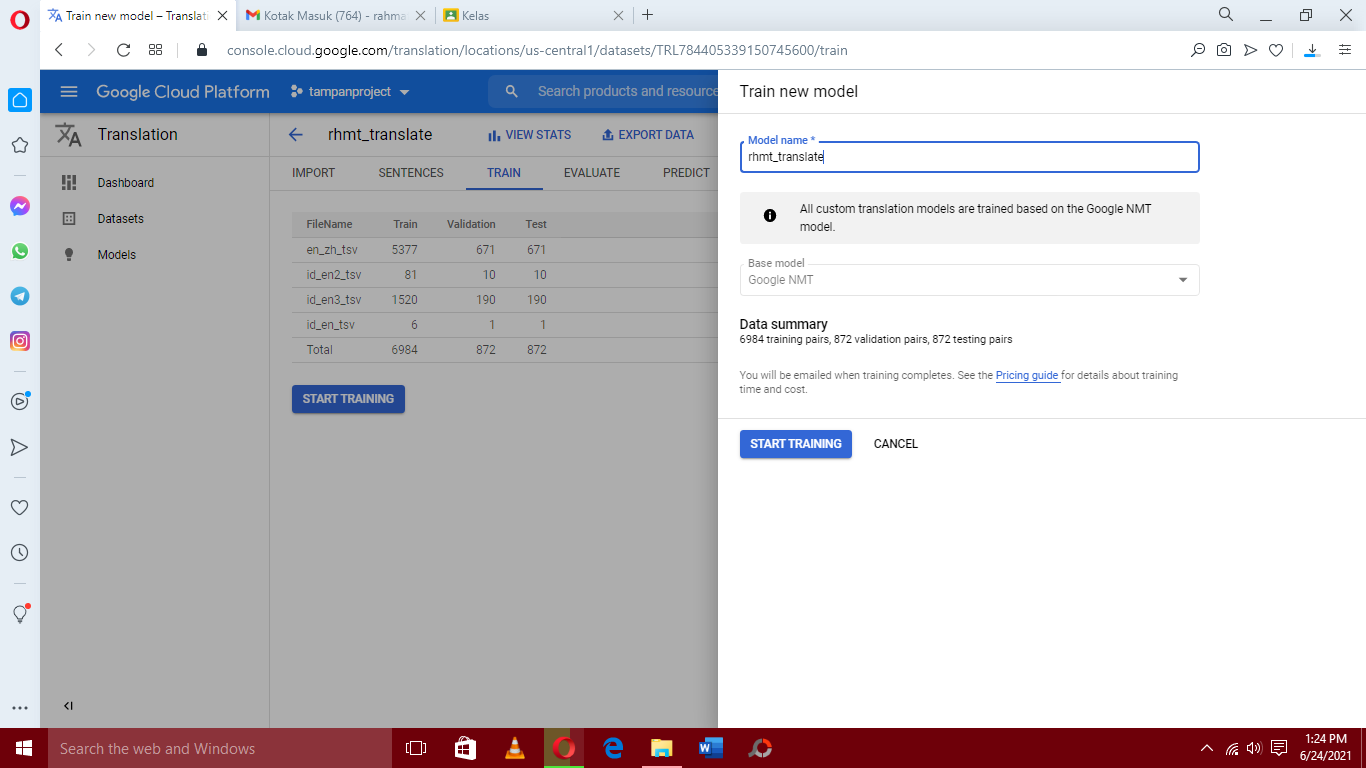 Train new model – Translati
Kotak Masuk (764) - rahma
Kelas
console.cloud.google.com/translation/locations/us-central1/datasets/TRL784405339150745600/train
Google Cloud Platform
tampanproject
Search products and resource
Translation
Dashboard
Datasets
Models
rhmt_translate
VIEW STATS
EXPORT DATA
IMPORT
SENTENCES
TRAIN
EVALUATE
PREDICT
FileName Train Validation Test
en_zh_tsv 5377 671 671
id_en2_tsv 81 10 10
id_en3_tsv 1520 190 190
id_en_tsv 6 1 1
Total 6984 872 872
START TRAINING
Train new model
Model name *
rhmt_translate
All custom translation models are trained based on the Google NMT
model.
Base model
Google NMT
Data summary
6984 training pairs, 872 validation pairs, 872 testing pairs
You will be emailed when training completes. See the Pricing guide for details about training
time and cost.
START TRAINING
CANCEL
Search the web and Windows
1:24 PM
6/24/2021